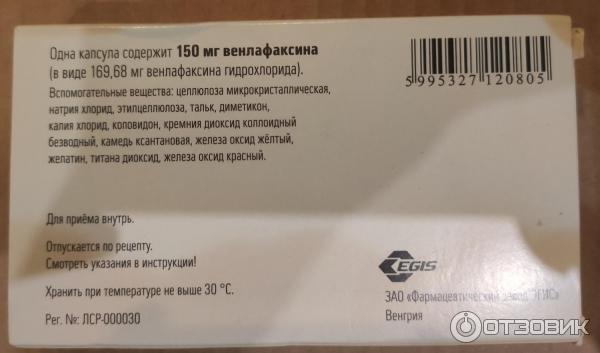 Одна капсула содержит 150 мг венлафаксина
(в виде 169,68 мг венлафаксина гидрохлорида).
Вспомогательные вещества: целлюлоза микрокристаллическая,
натрия хлорид, этилцеллюлоза, тальк, диметикон,
калия хлорид, коповидон, кремния диоксид коллоидный
безводный, камедь ксантановая, железа оксид жёлтый,
желатин, титана диоксид, железа оксид красный.
5 995327 120805
Для приёма внутрь.
Отпускается по рецепту.
Смотреть указания в инструкции!
Хранить при температуре не выше 30 °C.
Рег. №: ЛСР-000030
EGIS
ЗАО «Фармацевтический завод ЭГИС»
Венгрия
ОТЗОВИК